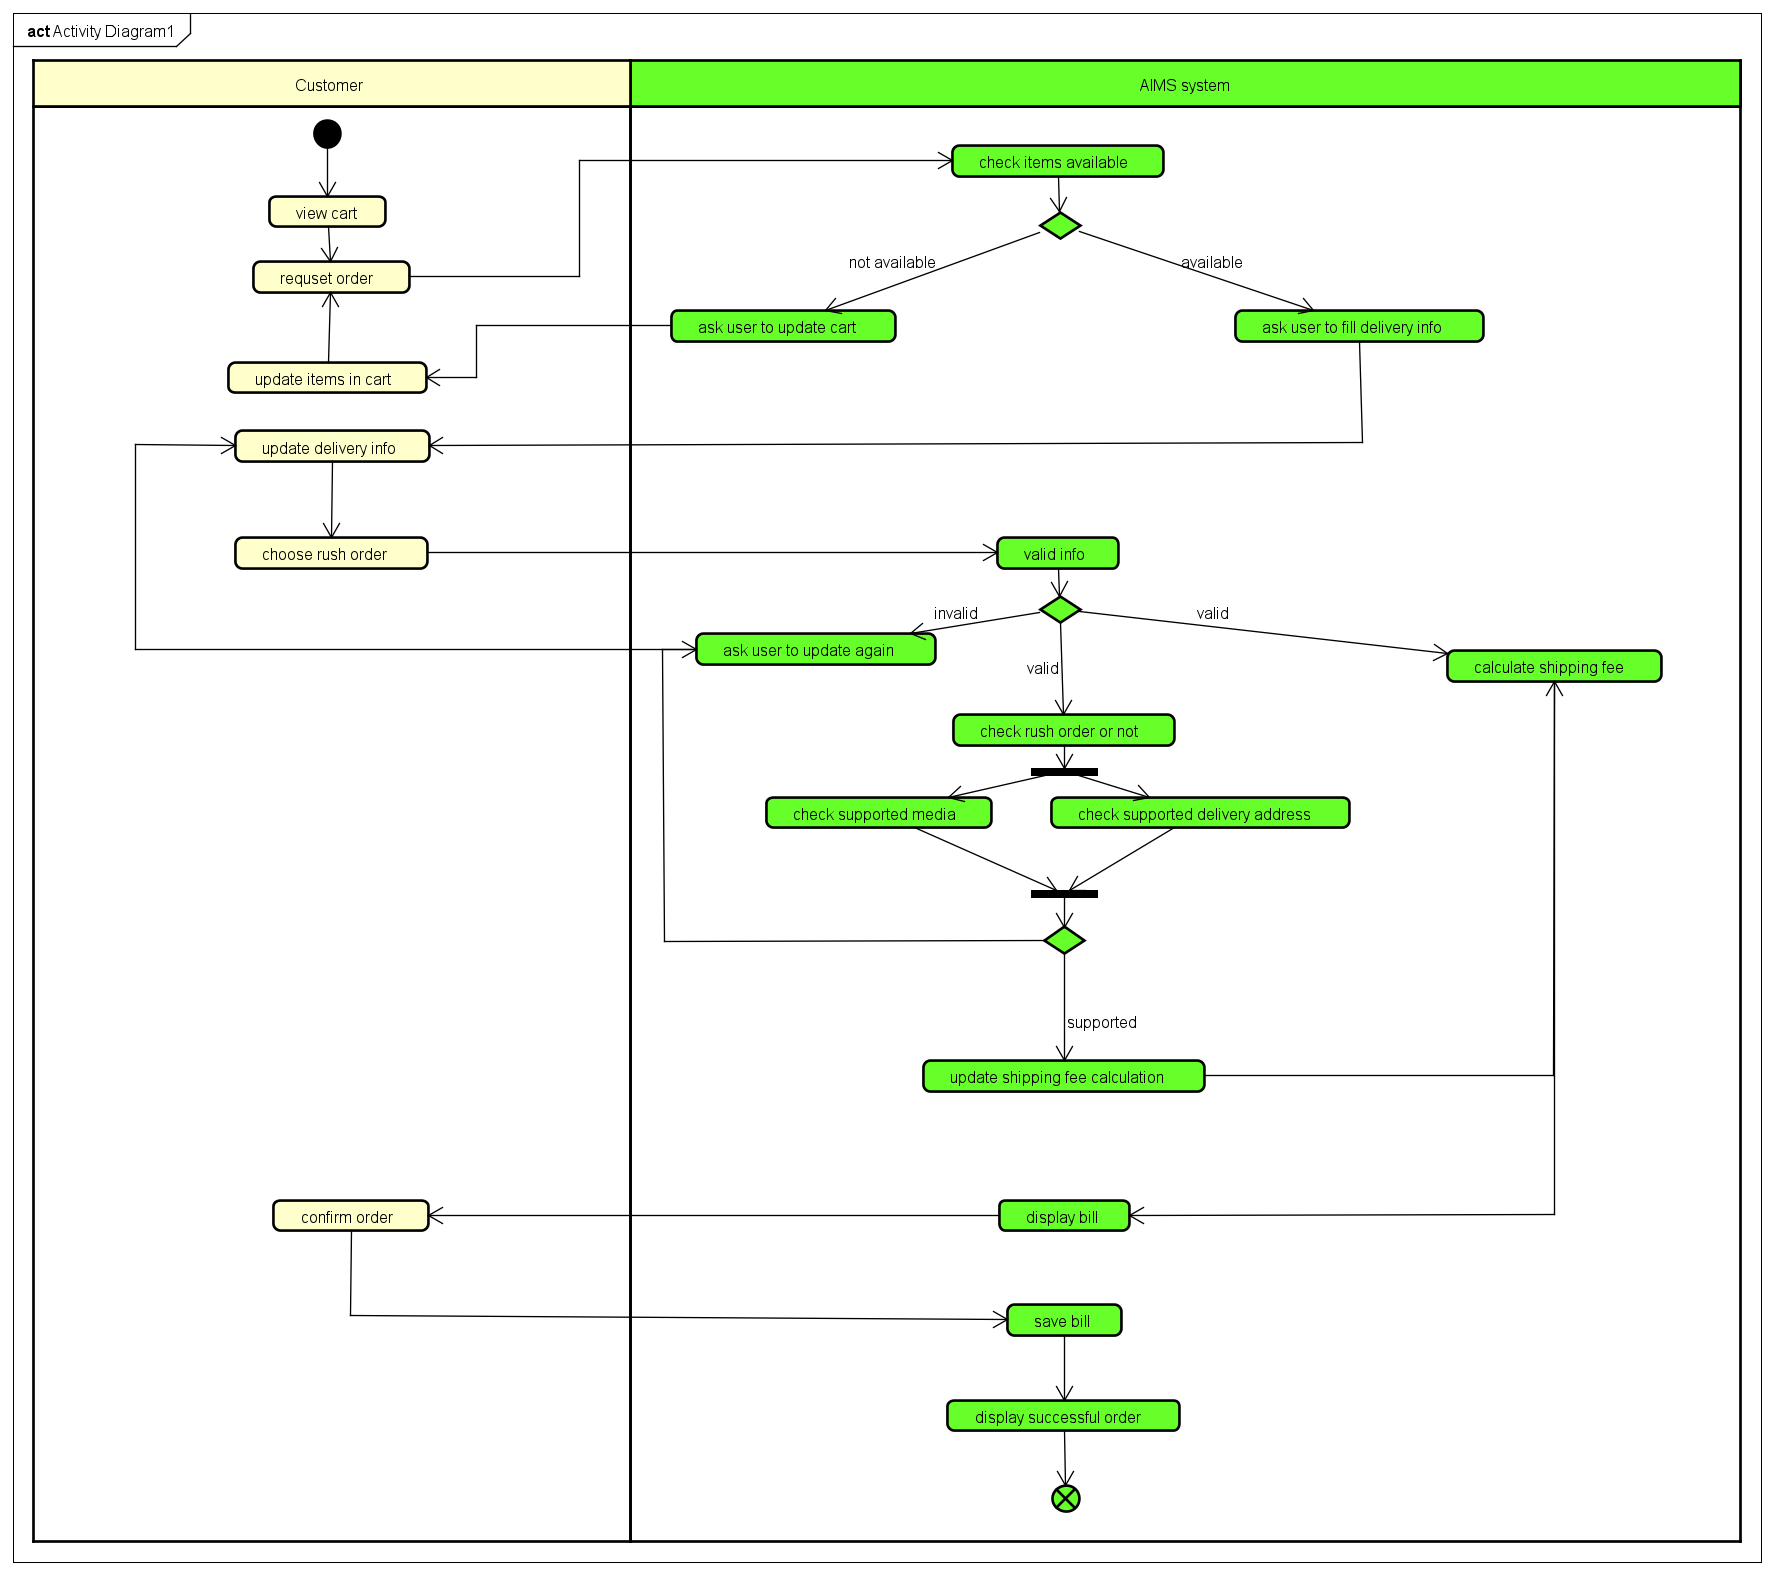 act Activity Diagram1
Customer
AIMS system
check items available
view cart
not available
available
requset order
ask user to update cart
ask user to fill delivery info
update items in cart
update delivery info
choose rush order
valid info
invalid
valid
ask user to update again
calculate shipping fee
valid
check rush order or not
check supported media
check supported delivery address
supported
update shipping fee calculation
confirm order
display bill
save bill
display successful order